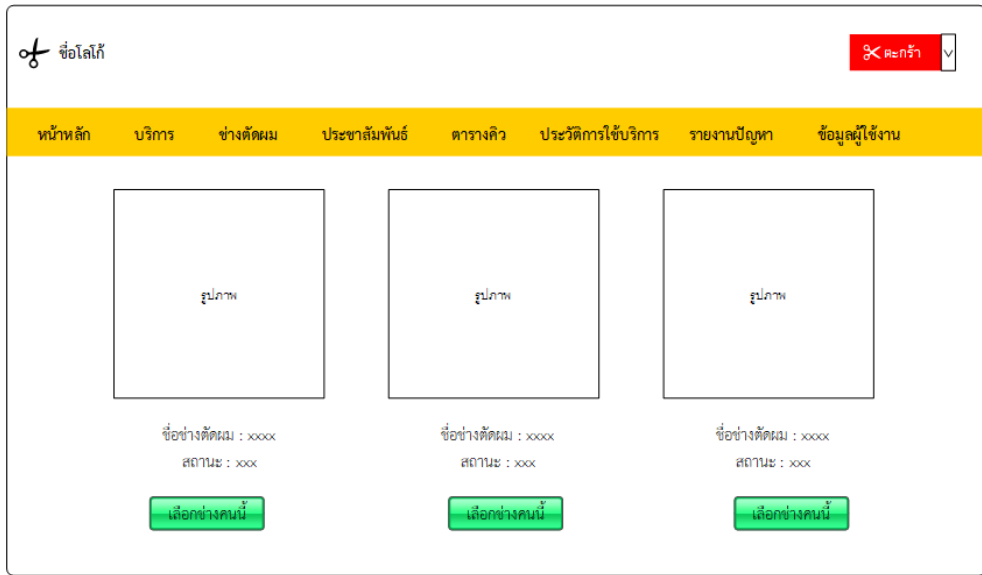 ชื่อโลโก้
ตะกร้า
หน้าหลัก บริการ ช่างตัดผม ประชาสัมพันธ์ ตารางคิว ประวัติการใช้บริการ รายงานปัญหา ข้อมูลผู้ใช้งาน
รูปภาพ รูปภาพ รูปภาพ
ชื่อช่างตัดผม : xxxx ชื่อช่างตัดผม : xxxx ชื่อช่างตัดผม : xxxx
สถานะ : xxx สถานะ : xxx สถานะ : xxx
เลือกช่างคนนี้ เลือกช่างคนนี้ เลือกช่างคนนี้